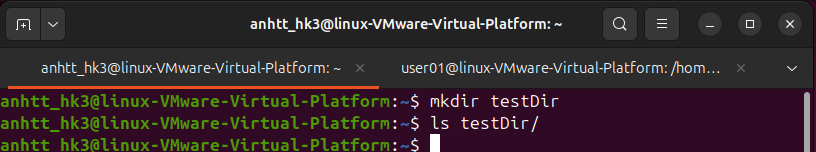 anhtt_hk3@linux-VMware-Virtual-Platform: ~
anhtt_hk3@linux-VMware-Virtual-Platform: ~
user01@linux-VMware-Virtual-Platform: /hom…
anhtt_hk3@linux-VMware-Virtual-Platform:~$ mkdir testDir
anhtt_hk3@linux-VMware-Virtual-Platform:~$ ls testDir/
anhtt_hk3@linux-VMware-Virtual-Platform:~$